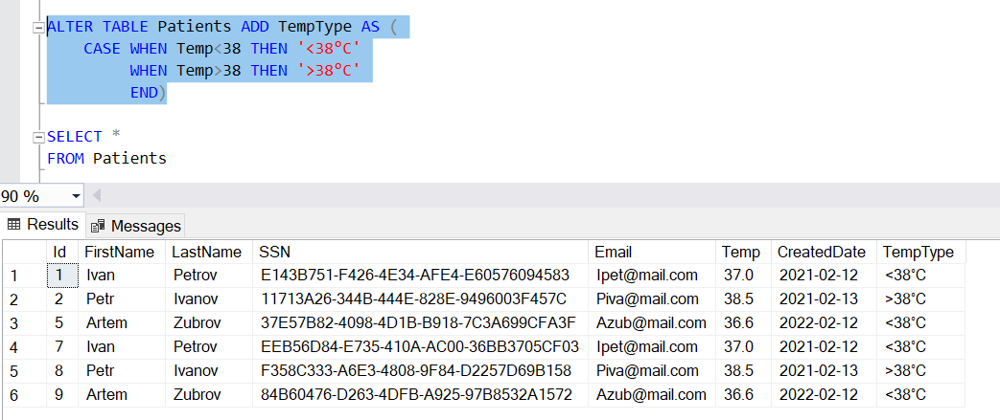 ALTER TABLE Patients ADD TempType AS (
CASE WHEN Temp<38 THEN '<38°C'
WHEN Temp>38 THEN '>38°C'
END)
SELECT *
FROM Patients
90 %
Results Messages
Id FirstName LastName SSN Email Temp CreatedDate TempType
1 1 Ivan Petrov E143B751-F426-4E34-AFE4-E60576094583 Ipet@mail.com 37.0 2021-02-12 <38°C
2 2 Petr Ivanov 11713A26-344B-444E-828E-9496003F457C Piva@mail.com 38.5 2021-02-13 >38°C
3 5 Artem Zubrov 37E57B82-4098-4D1B-B918-7C3A699CFA3F Azub@mail.com 36.6 2022-02-12 <38°C
4 7 Ivan Petrov EEB56D84-E735-410A-AC00-36BB3705CF03 Ipet@mail.com 37.0 2021-02-12 <38°C
5 8 Petr Ivanov F358C333-A6E3-4808-9F84-D2257D69B158 Piva@mail.com 38.5 2021-02-13 >38°C
6 9 Artem Zubrov 84B60476-D263-4DFB-A925-97B8532A1572 Azub@mail.com 36.6 2022-02-12 <38°C